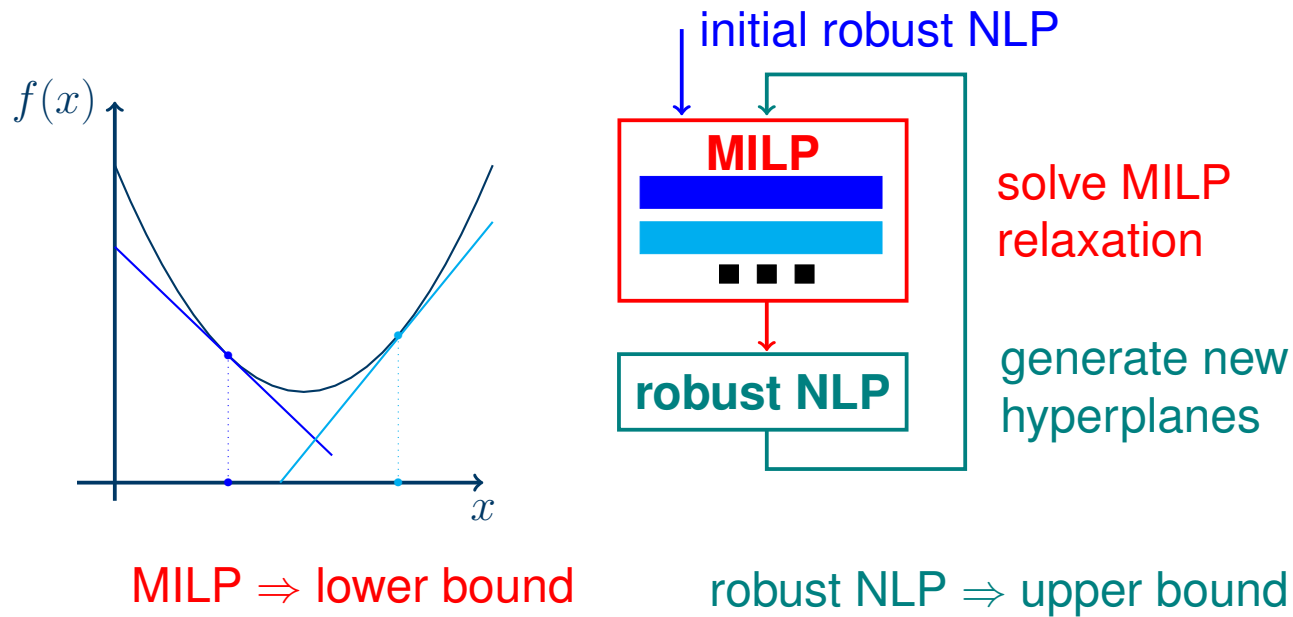 initial robust NLP
f(x)
MILP
solve MILP
relaxation
robust NLP
generate new
hyperplanes
x
MILP ⇒ lower bound
robust NLP ⇒ upper bound